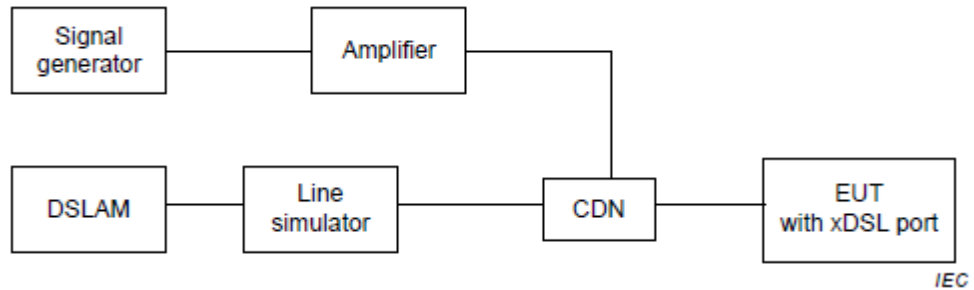 Signal
generator
Amplifier
DSLAM
Line
simulator
CDN
EUT
with xDSL port
IEC